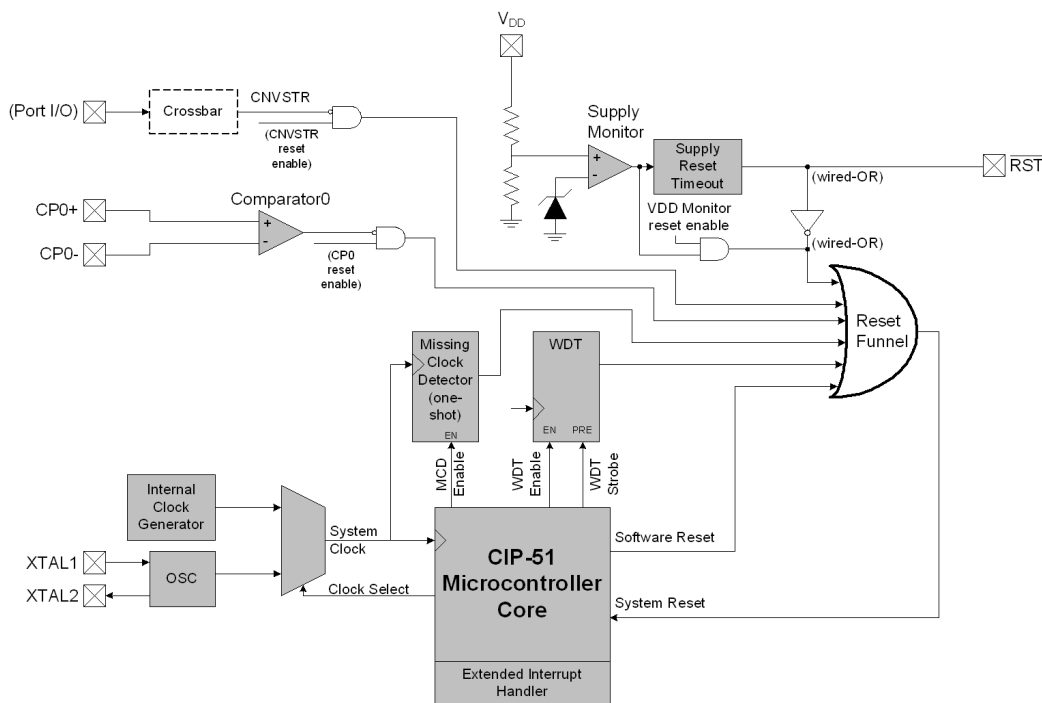 VDD
(Port I/O)
Crossbar
CNVSTR
(CNVSTR
reset
enable)
Supply
Monitor
+
-
Supply
Reset
Timeout
(wired-OR)
RST
CP0+
CP0-
Comparator0
+
-
(CP0
reset
enable)
VDD Monitor
reset enable
(wired-OR)
Reset
Funnel
Missing
Clock
Detector
(one-
shot)
EN
WDT
EN
PRE
MCD
Enable
WDT
Enable
WDT
Strobe
Internal
Clock
Generator
System
Clock
XTAL1
XTAL2
OSC
Clock Select
CIP-51
Microcontroller
Core
Software Reset
System Reset
Extended Interrupt
Handler